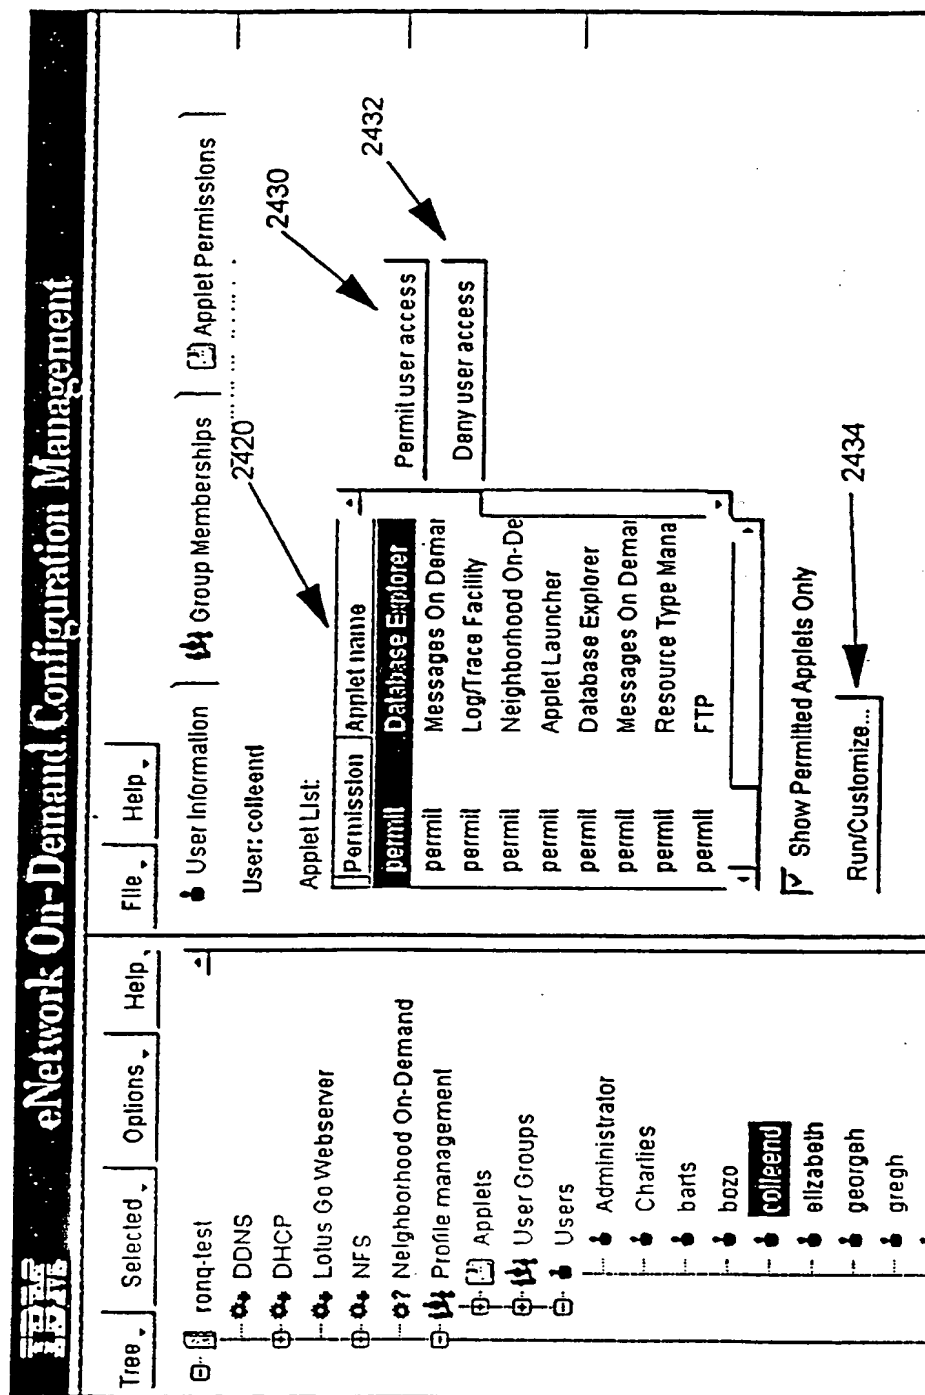 IBM eNetwork On-Demand Configuration Management
Tree Selected Options Help
ronq-test
DDNS
DHCP
Lotus Go Webserver
NFS
Neighborhood On-Demand
Profile management
Applets
User Groups
Users
Administrator
Charlies
barts
bozo
colleend
elizabeth
georgeh
gregh
File Help
User Information Group Memberships Applet Permissions
User: colleend
Applet List:
Permission Applet name
permit Database Explorer
permit Messages On Demar
permit Log/Trace Facility
permit Neighborhood On-De
permit Applet Launcher
permit Database Explorer
permit Messages On Demar
permit Resource Type Mana
permit FTP
Permit user access
Deny user access
Show Permitted Applets Only
Run/Customize...
2420
2430
2432
2434